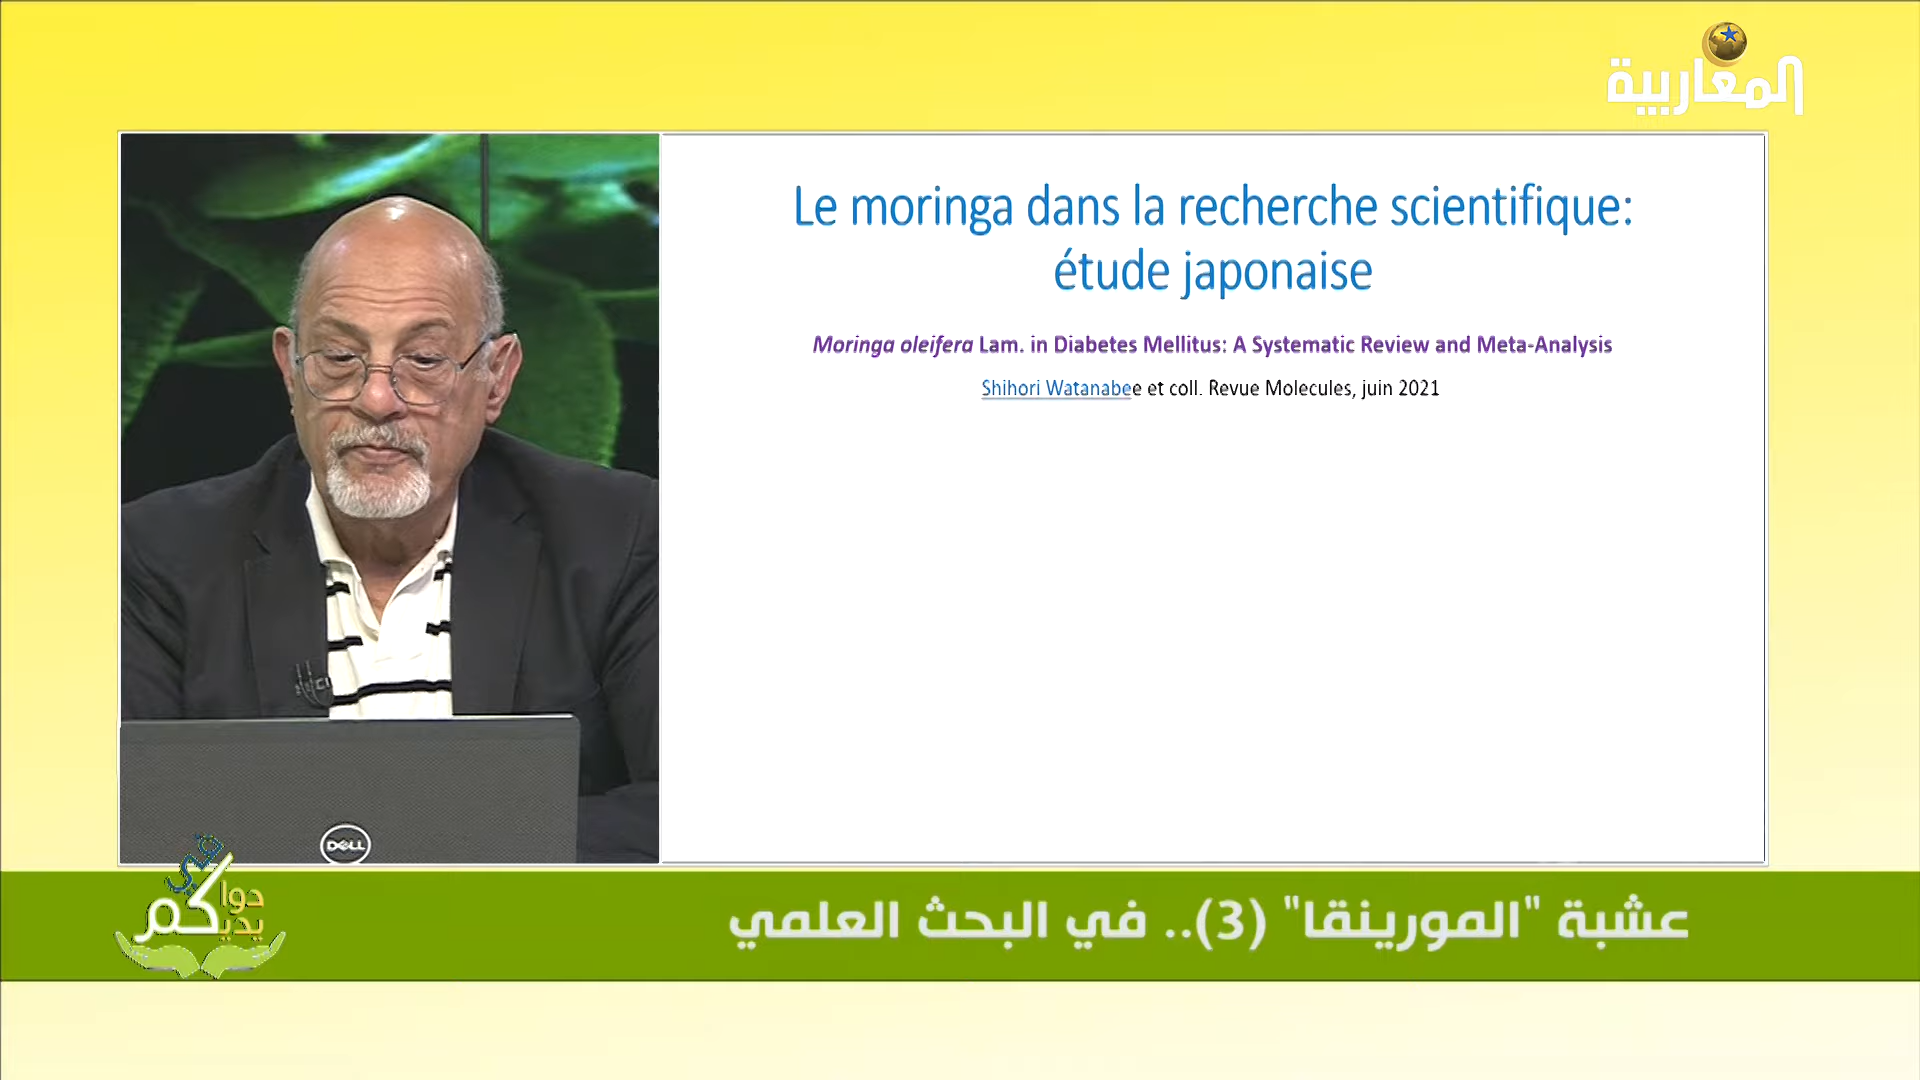 المغاربية
Le moringa dans la recherche scientifique:
étude japonaise
Moringa oleifera Lam. in Diabetes Mellitus: A Systematic Review and Meta-Analysis
Shihori Watanabee et coll. Revue Molecules, juin 2021
DELL
دواكم في يديكم
عشبة "المورينقا" (3).. في البحث العلمي